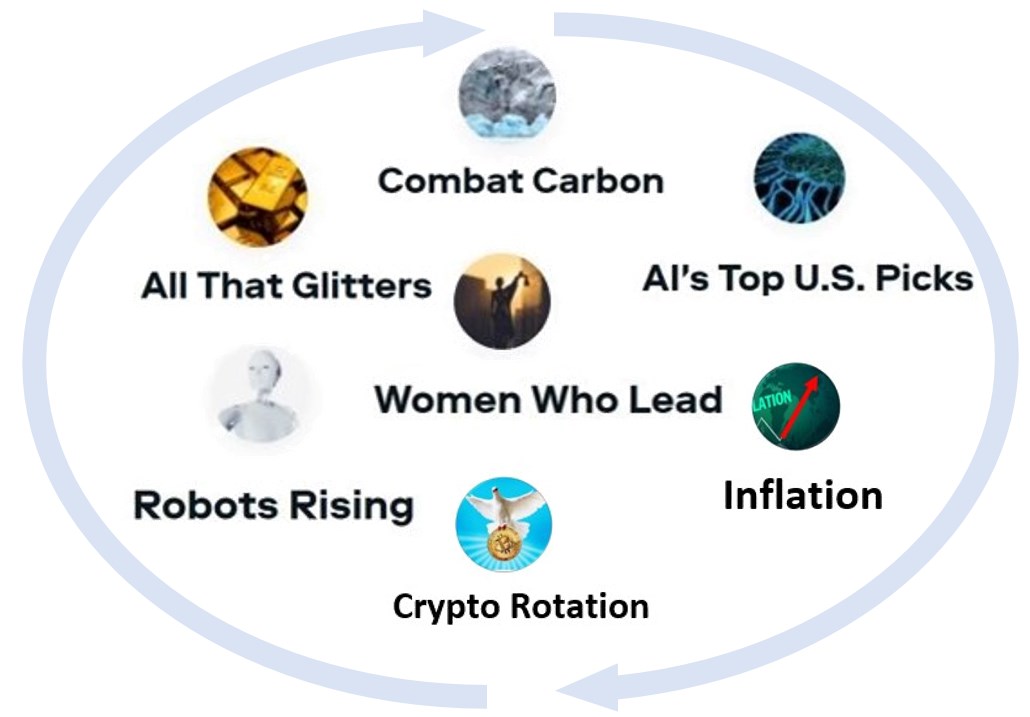 Combat Carbon
All That Glitters
AI's Top U.S. Picks
Women Who Lead
LATION
Robots Rising
Inflation
Crypto Rotation